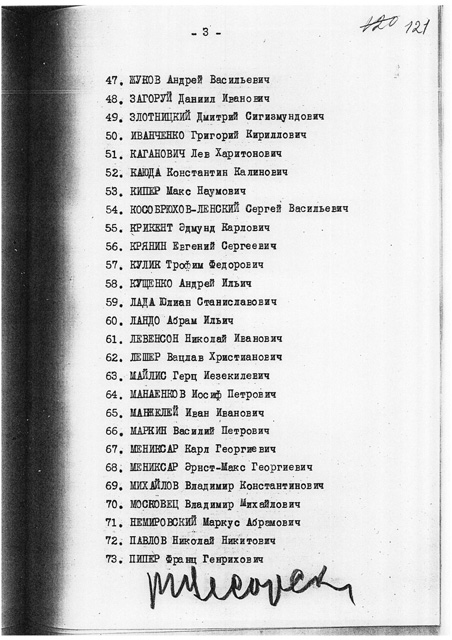 - 3 -
120 121
47. ЖУКОВ Андрей Васильевич
48. ЗАГОРУЙ Даниил Иванович
49. ЗЛОТНИЦКИЙ Дмитрий Сигизмундович
50. ИВАНЧЕНКО Григорий Кириллович
51. КАГАНОВИЧ Лев Харитонович
52. КАЮДА Константин Калинович
53. КИПЕР Макс Наумович
54. КОСОБРЮХОВ-ЛЕНСКИЙ Сергей Васильевич
55. КРИКЕНТ Эдмунд Карлович
56. КРЯНИН Евгений Сергеевич
57. КУЛИК Трофим Федорович
58. КУЩЕНКО Андрей Ильич
59. ЛАДА Юлиан Станиславович
60. ЛАНДО Абрам Ильич
61. ЛЕВЕНСОН Николай Иванович
62. ЛЕШЕР Вацлав Христианович
63. МАЙЛИС Герц Иезекилевич
64. МАНАЕНКОВ Иосиф Петрович
65. МАНЖЕЛЕЙ Иван Иванович
66. МАРКИН Василий Петрович
67. МЕНИКСАР Карл Георгиевич
68. МЕНИКСАР Эрнст-Макс Георгиевич
69. МИХАЙЛОВ Владимир Константинович
70. МОСКОВЕЦ Владимир Михайлович
71. НЕМИРОВСКИЙ Маркус Абрамович
72. ПАВЛОВ Николай Никитович
73. ПИПЕР Франц Генрихович